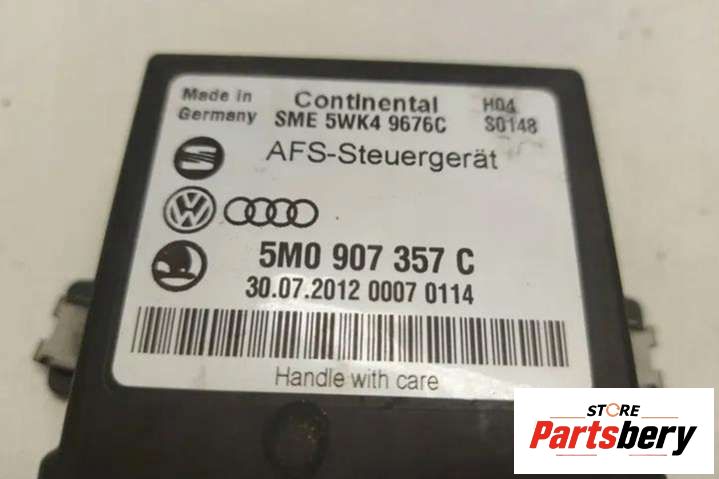 Made in
Germany
Continental
SME 5WK4 9676C
H04
S0148
AFS-Steuergerät
5M0 907 357 C
30.07.2012 0007 0114
Handle with care
STORE
Partsbery